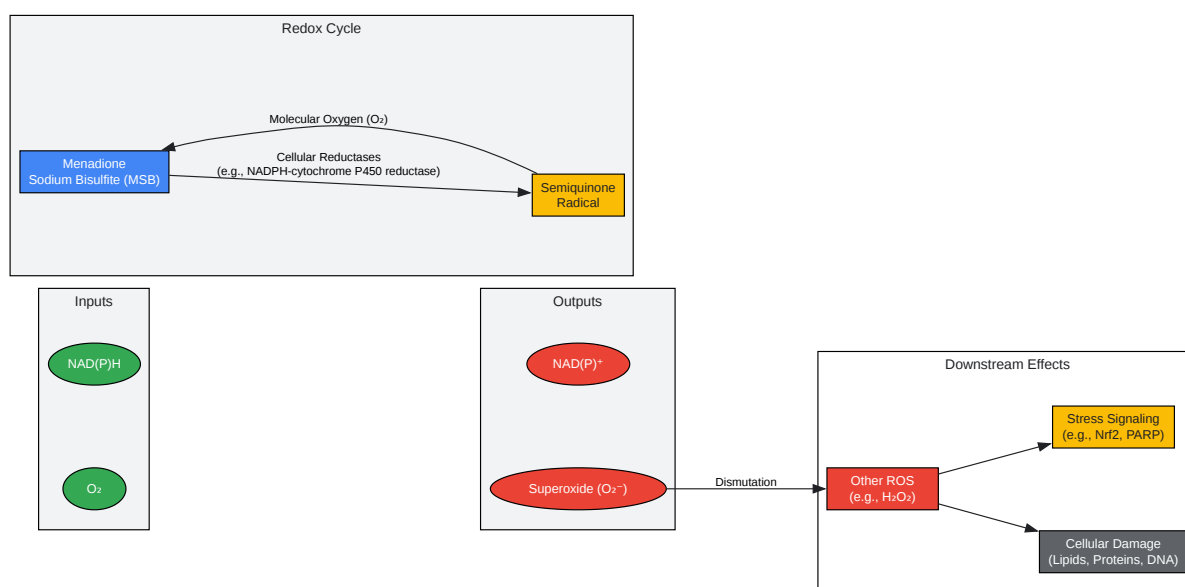 Redox Cycle
Molecular Oxygen (O₂)
Cellular Reductases
(e.g., NADPH-cytochrome P450 reductase)
Menadione
Sodium Bisulfite (MSB)
Semiquinone
Radical
Inputs
NAD(P)H
O₂
Outputs
NAD(P)⁺
Superoxide (O₂⁻)
Dismutation
Downstream Effects
Other ROS
(e.g., H₂O₂)
Stress Signaling
(e.g., Nrf2, PARP)
Cellular Damage
(Lipids, Proteins, DNA)